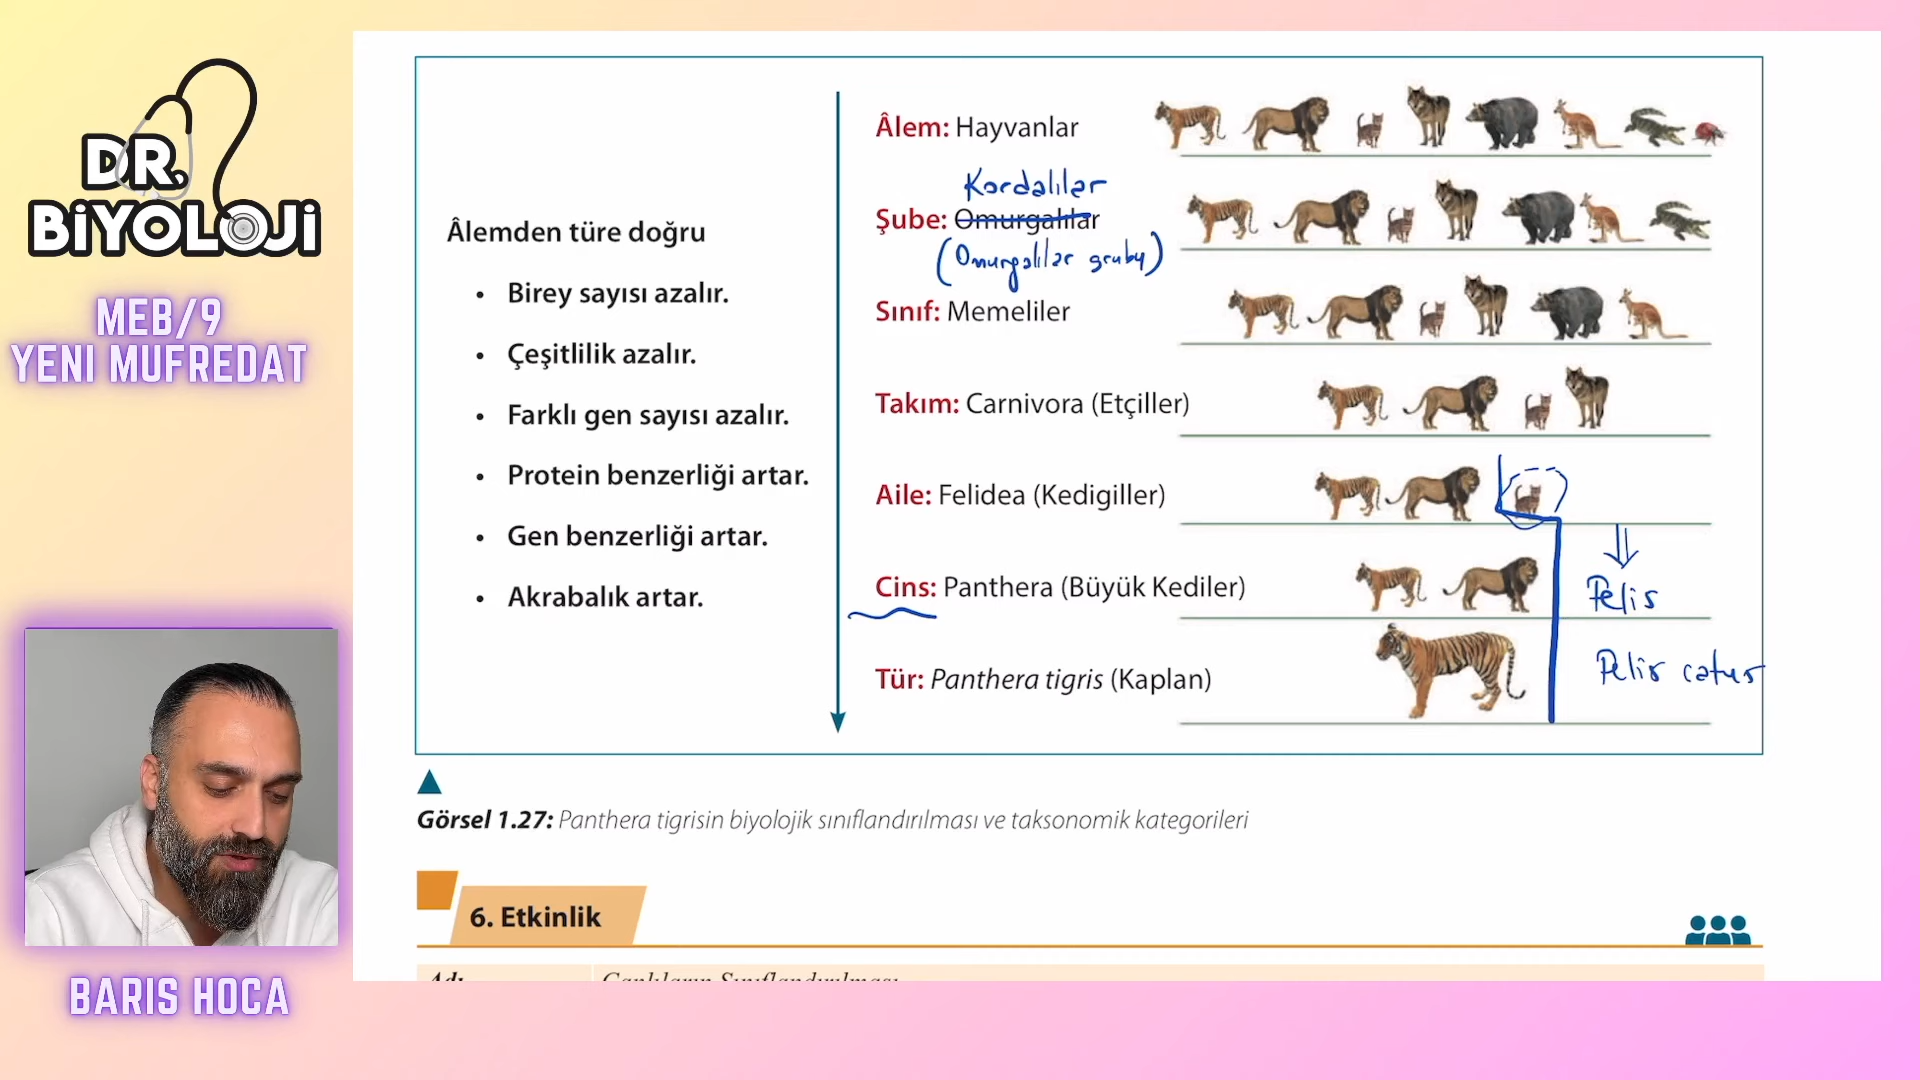 DR.
BİYOLOJİ
MEB/9
YENI MUFREDAT
BARIS HOCA
Âlemden türe doğru
• Birey sayısı azalır.
• Çeşitlilik azalır.
• Farklı gen sayısı azalır.
• Protein benzerliği artar.
• Gen benzerliği artar.
• Akrabalık artar.
Âlem: Hayvanlar
Kordalılar
Şube: Omurgalılar
(Omurgalılar grubu)
Sınıf: Memeliler
Takım: Carnivora (Etçiller)
Aile: Felidea (Kedigiller)
Cins: Panthera (Büyük Kediler)
Felis
Tür: Panthera tigris (Kaplan)
Felis catus
Görsel 1.27: Panthera tigrisin biyolojik sınıflandırılması ve taksonomik kategorileri
6. Etkinlik
Adı
Canlıların Sınıflandırılması